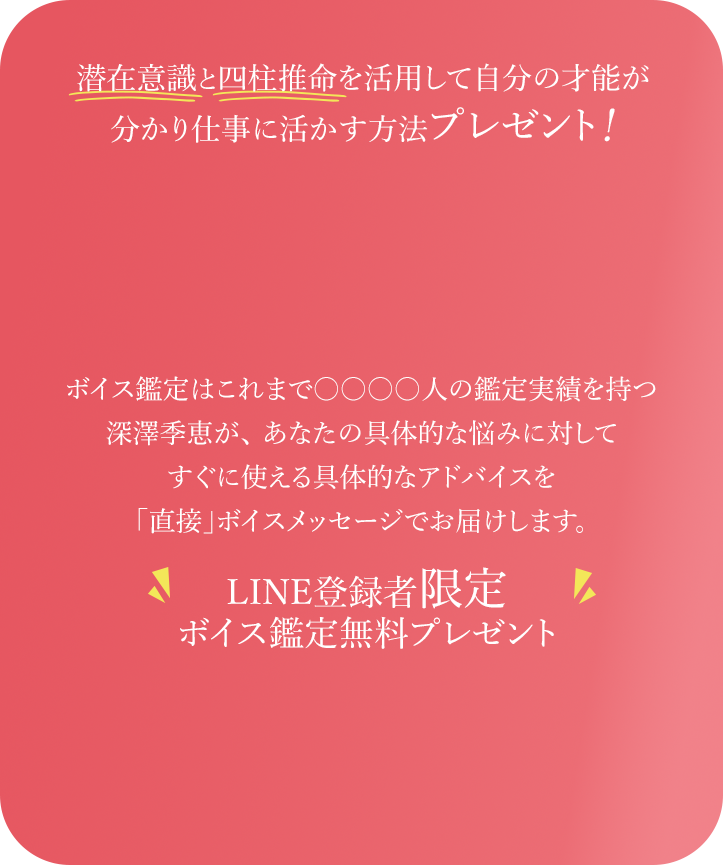 潜在意識と四柱推命を活用して自分の才能が
分かり仕事に活かす方法プレゼント!
ボイス鑑定はこれまで〇〇〇〇人の鑑定実績を持つ
深澤季恵が、あなたの具体的な悩みに対して
すぐに使える具体的なアドバイスを
「直接」ボイスメッセージでお届けします。
LINE登録者限定
ボイス鑑定無料プレゼント